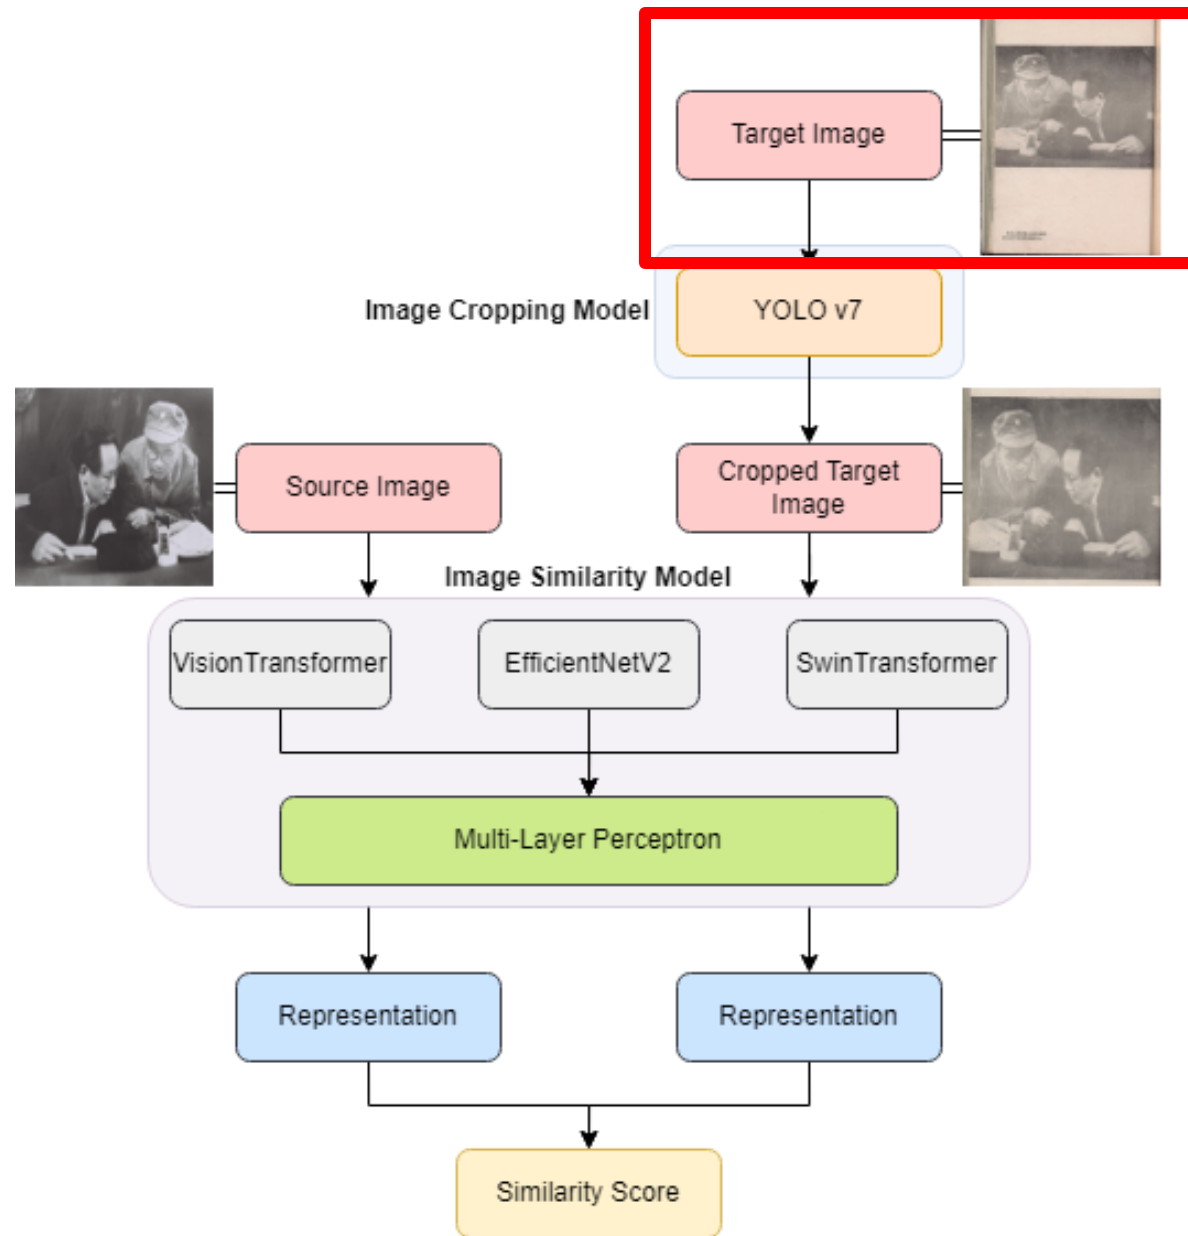 Target Image
Image Cropping Model
YOLO v7
Source Image
Cropped Target
Image
Image Similarity Model
VisionTransformer
EfficientNetV2
SwinTransformer
Multi-Layer Perceptron
Representation
Representation
Similarity Score